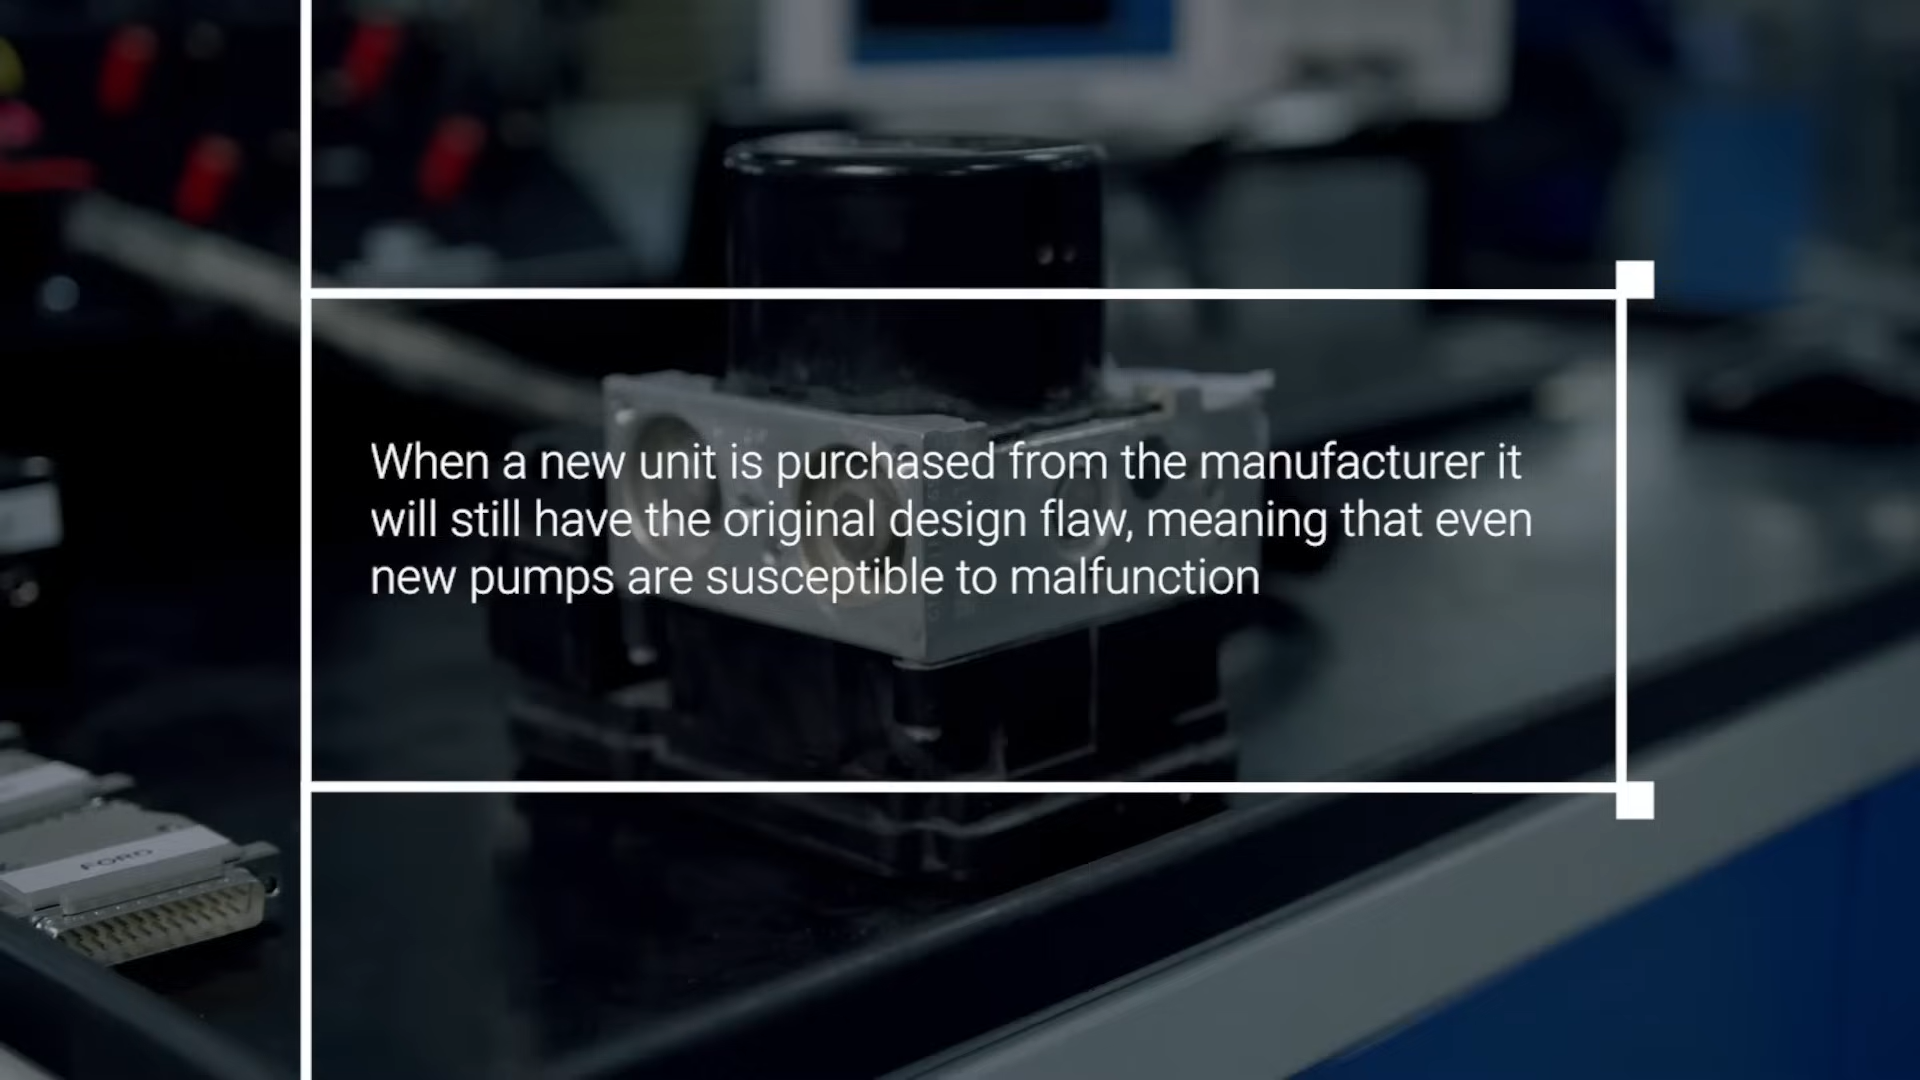 When a new unit is purchased from the manufacturer it
will still have the original design flaw, meaning that even
new pumps are susceptible to malfunction
FORD